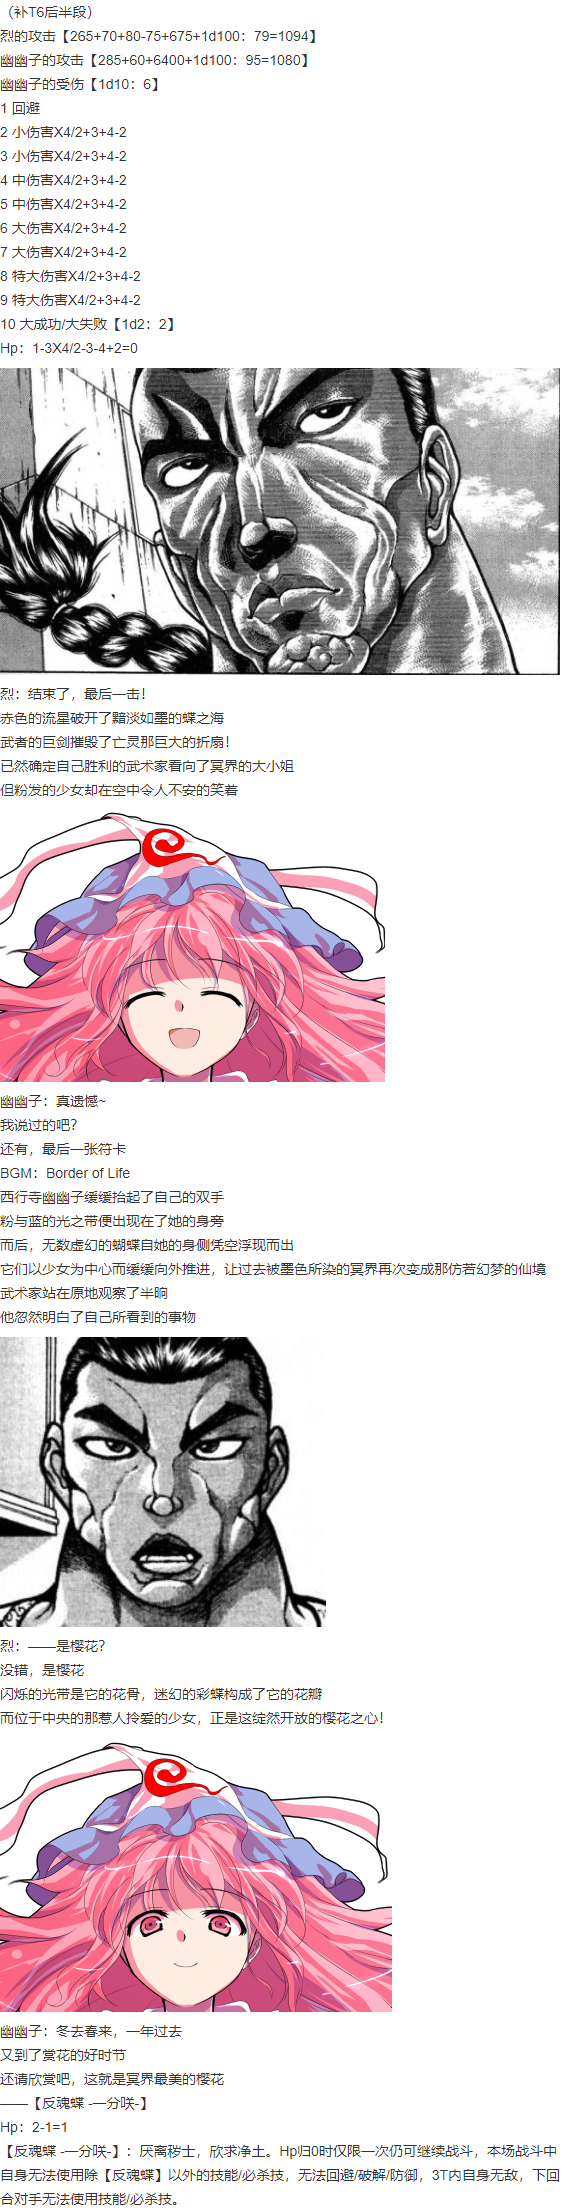 （补T6后半段）
烈的攻击【265+70+80-75+675+1d100：79=1094】
幽幽子的攻击【285+60+6400+1d100：95=1080】
幽幽子的受伤【1d10：6】
1 回避
2 小伤害X4/2+3+4-2
3 小伤害X4/2+3+4-2
4 中伤害X4/2+3+4-2
5 中伤害X4/2+3+4-2
6 大伤害X4/2+3+4-2
7 大伤害X4/2+3+4-2
8 特大伤害X4/2+3+4-2
9 特大伤害X4/2+3+4-2
10 大成功/大失败【1d2：2】
Hp：1-3X4/2-3-4+2=0
烈：结束了，最后一击！
赤色的流星破开了黯淡如墨的蝶之海
武者的巨剑摧毁了亡灵那巨大的折扇！
已然确定自己胜利的武术家看向了冥界的大小姐
但粉发的少女却在空中令人不安的笑着
幽幽子：真遗憾~
我说过的吧？
还有，最后一张符卡
BGM：Border of Life
西行寺幽幽子缓缓抬起了自己的双手
粉与蓝的光之带便出现在了她的身旁
而后，无数虚幻的蝴蝶自她的身侧凭空浮现而出
它们以少女为中心而缓缓向外推进，让过去被墨色所染的冥界再次变成那仿若幻梦的仙境
武术家站在原地观察了半晌
他忽然明白了自己所看到的事物
烈：——是樱花？
没错，是樱花
闪烁的光带是它的花骨，迷幻的彩蝶构成了它的花瓣
而位于中央的那惹人怜爱的少女，正是这绽然开放的樱花之心！
幽幽子：冬去春来，一年过去
又到了赏花的好时节
还请欣赏吧，这就是冥界最美的樱花
——【反魂蝶 -一分咲-】
Hp：2-1=1
【反魂蝶 -一分咲-】：厌离秽土，欣求净土。Hp归0时仅限一次仍可继续战斗，本场战斗中
自身无法使用除【反魂蝶】以外的技能/必杀技，无法回避/破解/防御，3T内自身无敌，下回
合对手无法使用技能/必杀技。